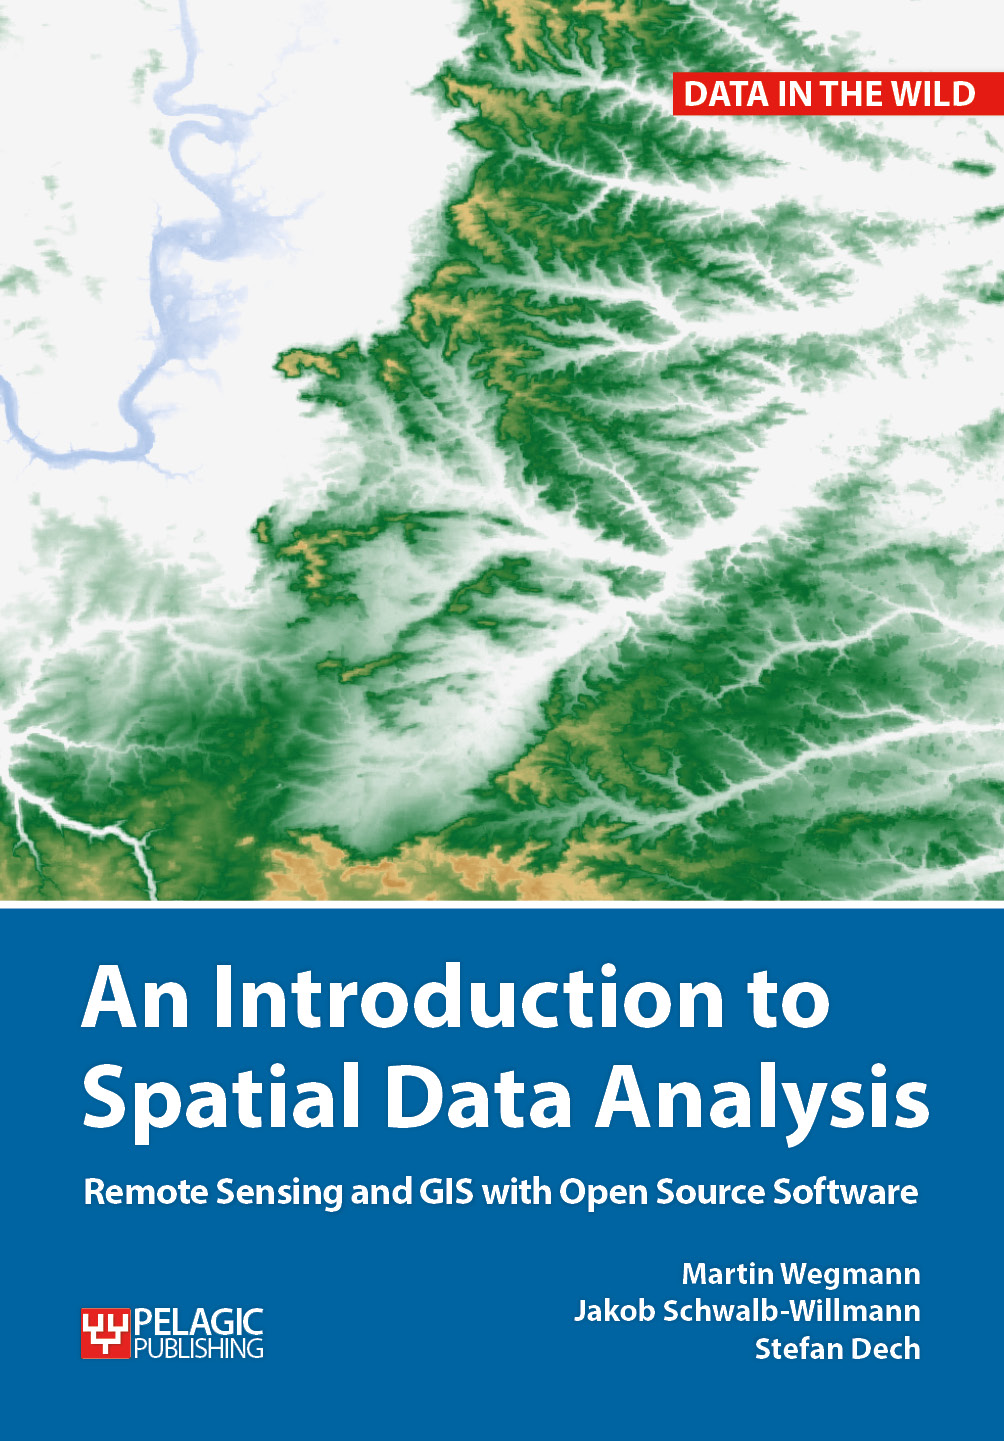 DATA IN THE WILD
An Introduction to
Spatial Data Analysis
Remote Sensing and GIS with Open Source Software
Martin Wegmann
Jakob Schwalb-Willmann
Stefan Dech
PELAGIC
PUBLISHING